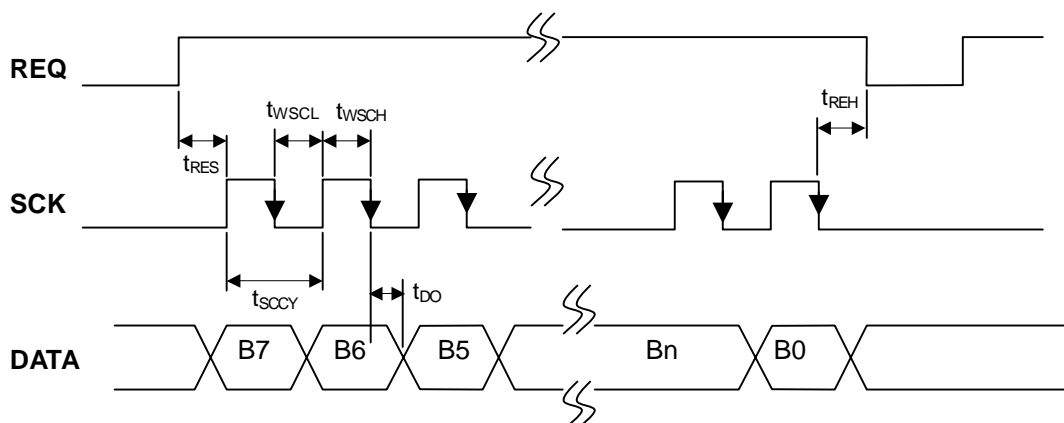 REQ
tWSCL tWSCH
tREH
tRES
SCK
tSCCY
tDO
DATA
B7 B6 B5 Bn B0